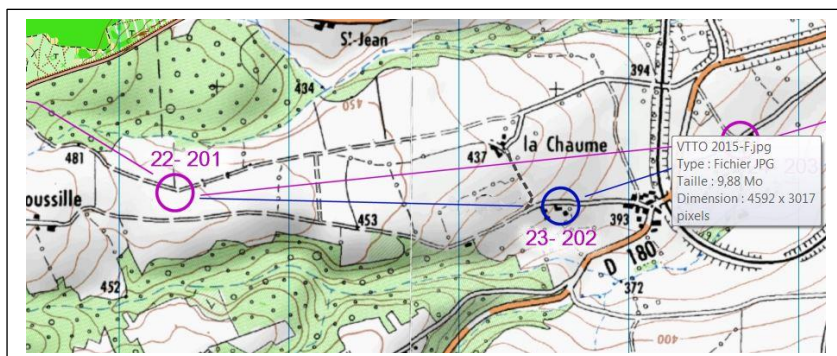 St-Jean
394
434
450
la Chaume
437
481
22- 201
VTTO 2015-F.jpg
Type : Fichier JPG
Taille : 9,88 Mo
Dimension : 4592 x 3017
pixels
203
oussille
453
393
23- 202
D 180
452
372
400